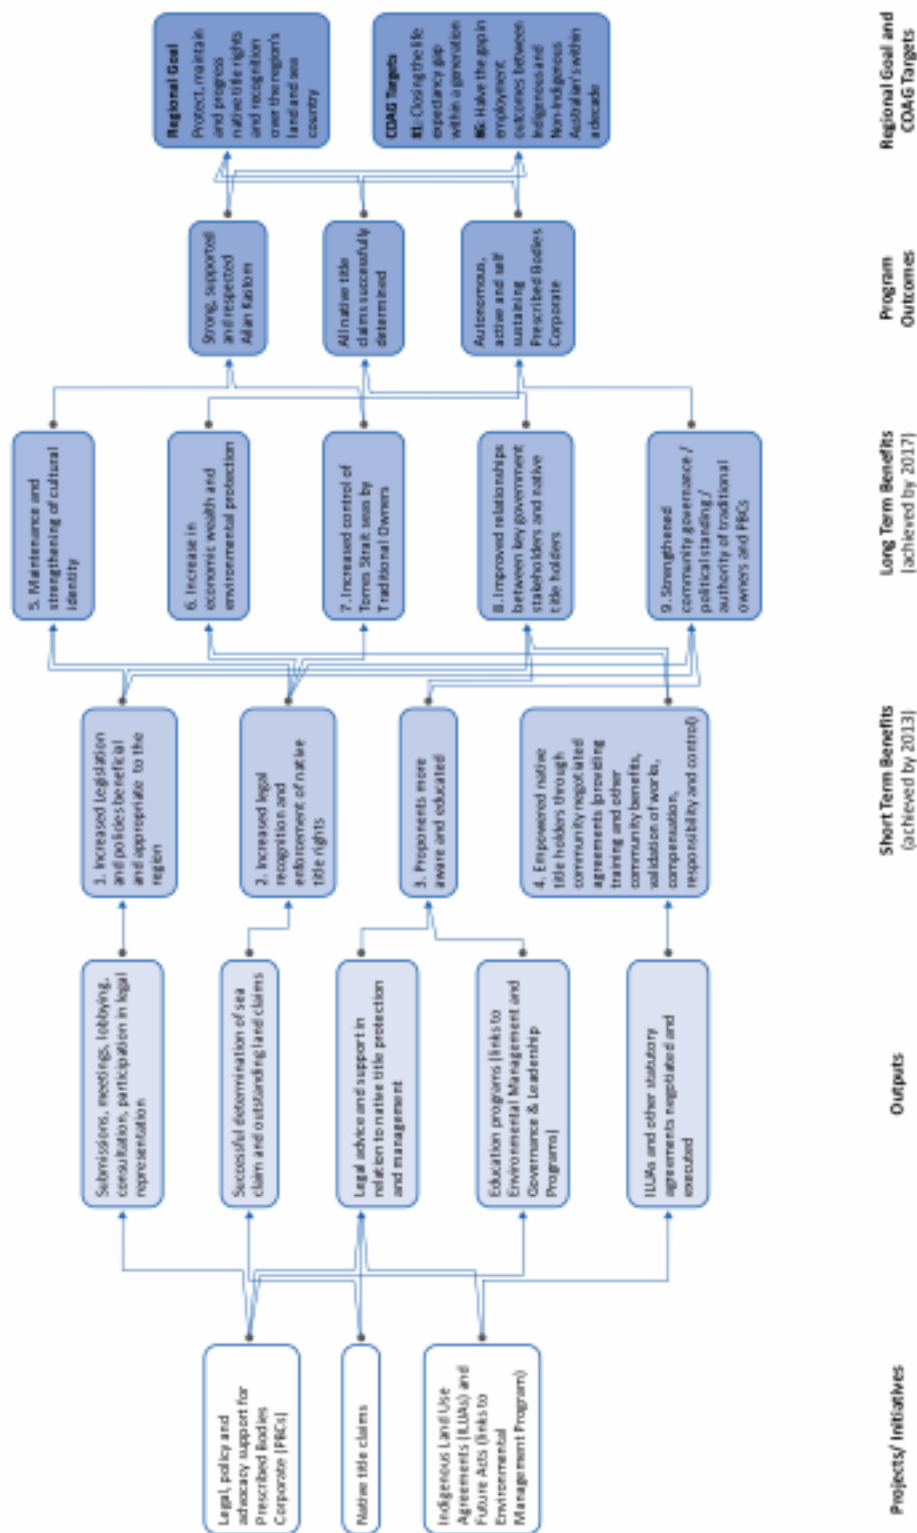 Legal, policy and
advocacy support for
Prescribed Bodies
Corporate (PBCs)
Native title claims
Indigenous Land Use
Agreements (ILUAs) and
Future Acts (links to
Environmental
Management Program)
Projects/ Initiatives
Submissions, meetings, lobbying,
consultation, participation in legal
representation
Successful determination of sea
claim and outstanding land claims
Legal advice and support in
relation to native title protection
and management
Education programs (links to
Environmental Management and
Governance & Leadership
Programs)
ILUAs and other statutory
agreements negotiated and
executed
Outputs
1. Increased Legislation
and policies beneficial
and appropriate to the
region
2. Increased legal
recognition and
enforcement of native
title rights
3. Proponents more
aware and educated
4. Empowered native
title holders through
community negotiated
agreements (providing
training and other
community benefits,
validation of works,
compensation,
responsibility and control)
Short Term Benefits
(achieved by 2013)
5. Maintenance and
strengthening of cultural
identity
6. Increase in
economic wealth and
environmental protection
7. Increased control of
Torres Strait seas by
Traditional Owners
8. Improved relationships
between key government
stakeholders and native
title holders
9. Strengthened
community governance /
political standing /
authority of traditional
owners and PBCs
Long Term Benefits
(achieved by 2017)
Strong, supported
and respected
Ailan Kastom
All native title
claims successfully
determined
Autonomous,
active and self
sustaining
Prescribed Bodies
Corporate
Program
Outcomes
Regional Goal
Protect, maintain
and progress
native title rights
and recognition
over the region's
land and sea
country
COAG Targets
#1: Closing the life
expectancy gap
within a generation
#6: Halve the gap in
employment
outcomes between
Indigenous and
Non-Indigenous
Australian's within
a decade
Regional Goal and
COAG Targets